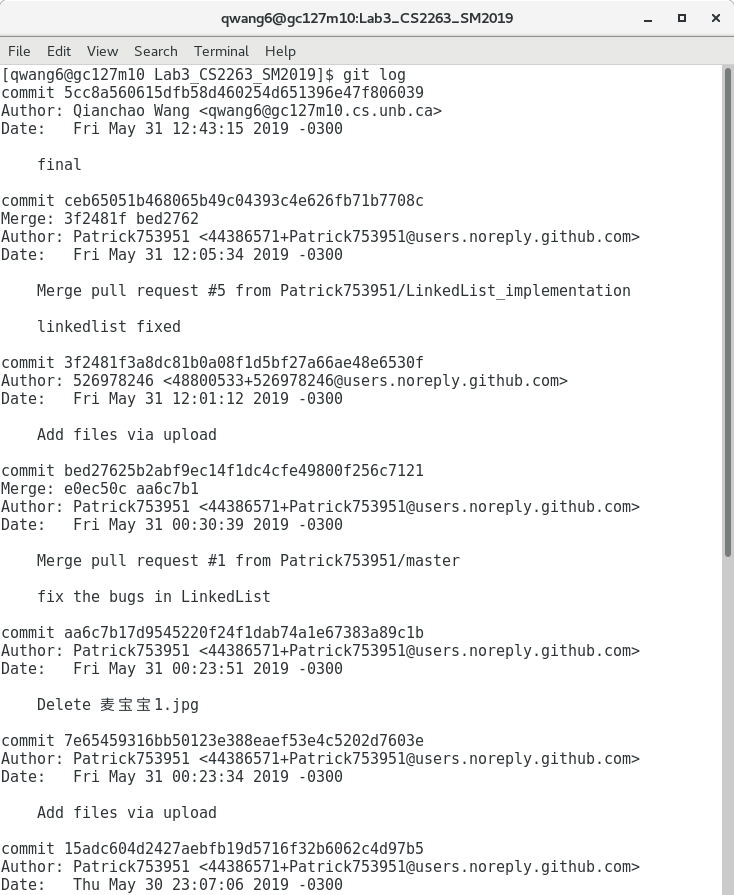 qwang6@gc127m10:Lab3_CS2263_SM2019
File Edit View Search Terminal Help
[qwang6@gc127m10 Lab3_CS2263_SM2019]$ git log
commit 5cc8a560615dfb58d460254d651396e47f806039
Author: Qianchao Wang <qwang6@gc127m10.cs.unb.ca>
Date:   Fri May 31 12:43:15 2019 -0300
    final
commit ceb65051b468065b49c04393c4e626fb71b7708c
Merge: 3f2481f bed2762
Author: Patrick753951 <44386571+Patrick753951@users.noreply.github.com>
Date:   Fri May 31 12:05:34 2019 -0300
    Merge pull request #5 from Patrick753951/LinkedList_implementation
    linkedlist fixed
commit 3f2481f3a8dc81b0a08f1d5bf27a66ae48e6530f
Author: 526978246 <48800533+526978246@users.noreply.github.com>
Date:   Fri May 31 12:01:12 2019 -0300
    Add files via upload
commit bed27625b2abf9ec14f1dc4cfe49800f256c7121
Merge: e0ec50c aa6c7b1
Author: Patrick753951 <44386571+Patrick753951@users.noreply.github.com>
Date:   Fri May 31 00:30:39 2019 -0300
    Merge pull request #1 from Patrick753951/master
    fix the bugs in LinkedList
commit aa6c7b17d9545220f24f1dab74a1e67383a89c1b
Author: Patrick753951 <44386571+Patrick753951@users.noreply.github.com>
Date:   Fri May 31 00:23:51 2019 -0300
    Delete 麦宝宝1.jpg
commit 7e65459316bb50123e388eaef53e4c5202d7603e
Author: Patrick753951 <44386571+Patrick753951@users.noreply.github.com>
Date:   Fri May 31 00:23:34 2019 -0300
    Add files via upload
commit 15adc604d2427aebfb19d5716f32b6062c4d97b5
Author: Patrick753951 <44386571+Patrick753951@users.noreply.github.com>
Date:   Thu May 30 23:07:06 2019 -0300